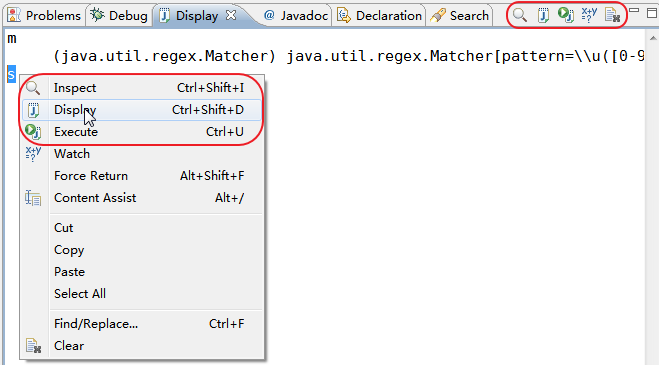 Problems Debug Display Javadoc Declaration Search
m
(java.util.regex.Matcher) java.util.regex.Matcher[pattern=\\u([0-9
s
Inspect Ctrl+Shift+I
Display Ctrl+Shift+D
Execute Ctrl+U
Watch
Force Return Alt+Shift+F
Content Assist Alt+/
Cut
Copy
Paste
Select All
Find/Replace... Ctrl+F
Clear